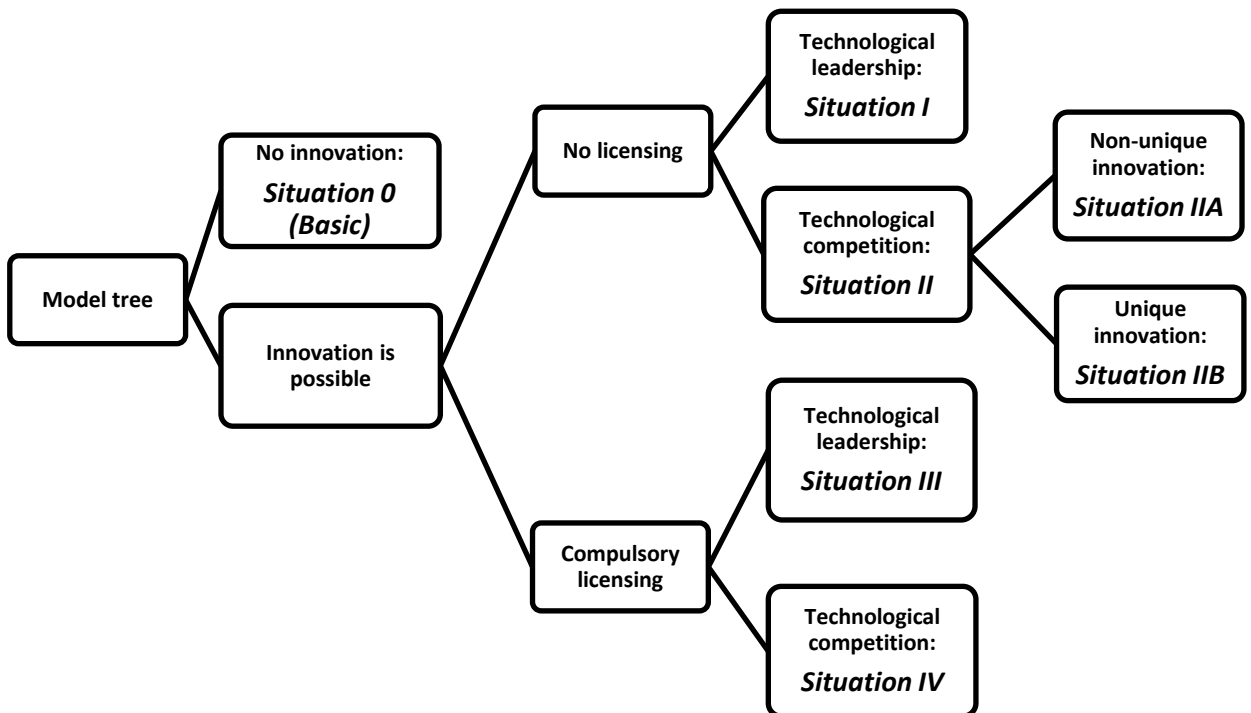 Model tree
No innovation:
Situation 0
(Basic)
Innovation is
possible
No licensing
Compulsory
licensing
Technological
leadership:
Situation I
Technological
competition:
Situation II
Technological
leadership:
Situation III
Technological
competition:
Situation IV
Non-unique
innovation:
Situation IIA
Unique
innovation:
Situation IIB